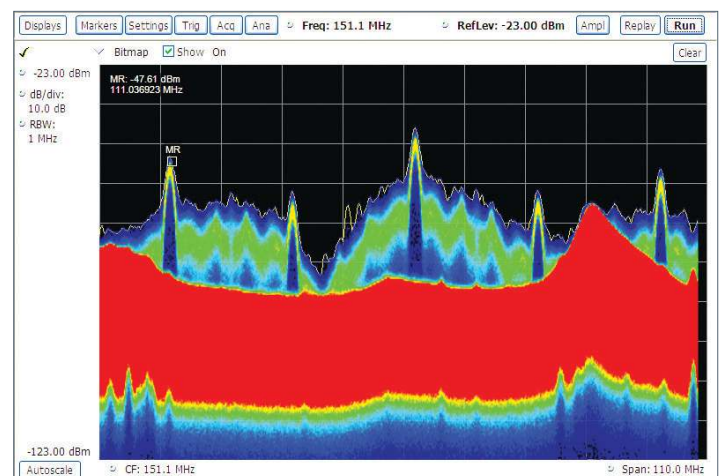 Displays Markers Settings Trig Acq Ana Freq: 151.1 MHz RefLev: -23.00 dBm Ampl Replay Run
Bitmap Show On Clear
-23.00 dBm
dB/div:
10.0 dB
RBW:
1 MHz
MR: -47.61 dBm
111.036923 MHz
MR
-123.00 dBm
Autoscale CF: 151.1 MHz Span: 110.0 MHz